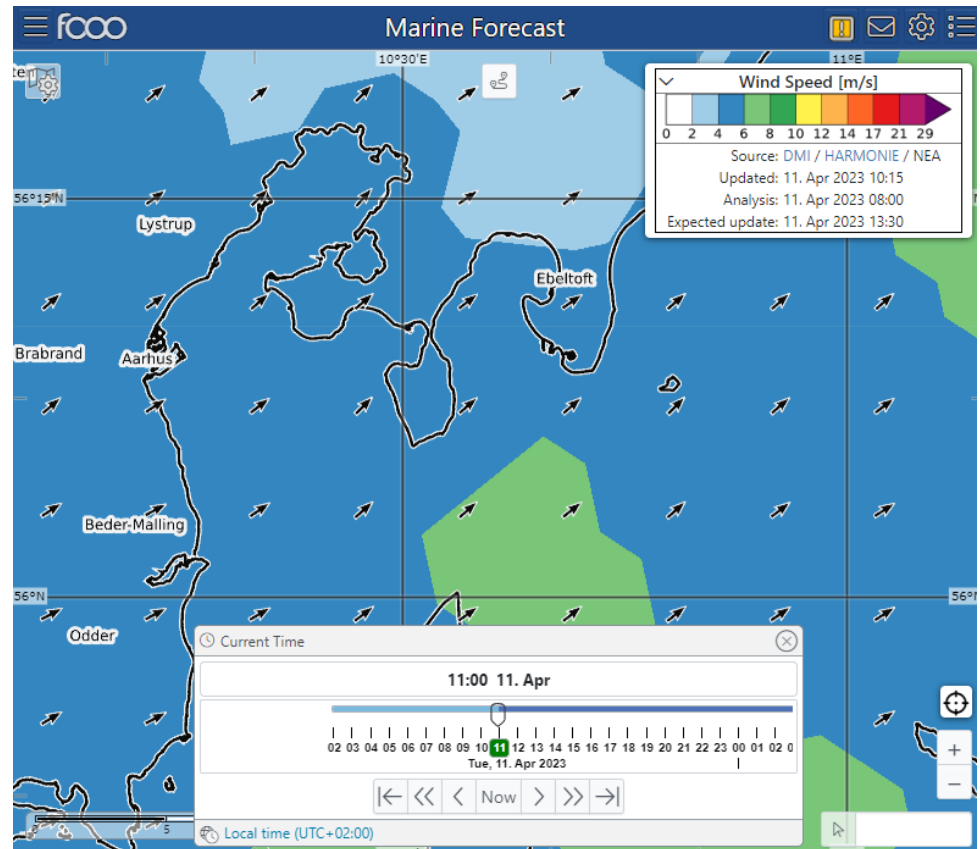 fcoo
Marine Forecast
10°30'E
11°E
Wind Speed [m/s]
0 2 4 6 8 10 12 14 17 21 29
Source: DMI / HARMONIE / NEA
Updated: 11. Apr 2023 10:15
Analysis: 11. Apr 2023 08:00
Expected update: 11. Apr 2023 13:30
56°15'N
Lystrup
Ebeltoft
Brabrand
Aarhus
Beder-Malling
56°N
56°N
Odder
Current Time
11:00 11. Apr
02 03 04 05 06 07 08 09 10 11 12 13 14 15 16 17 18 19 20 21 22 23 00 01 02
Tue, 11. Apr 2023
Now
5
Local time (UTC+02:00)